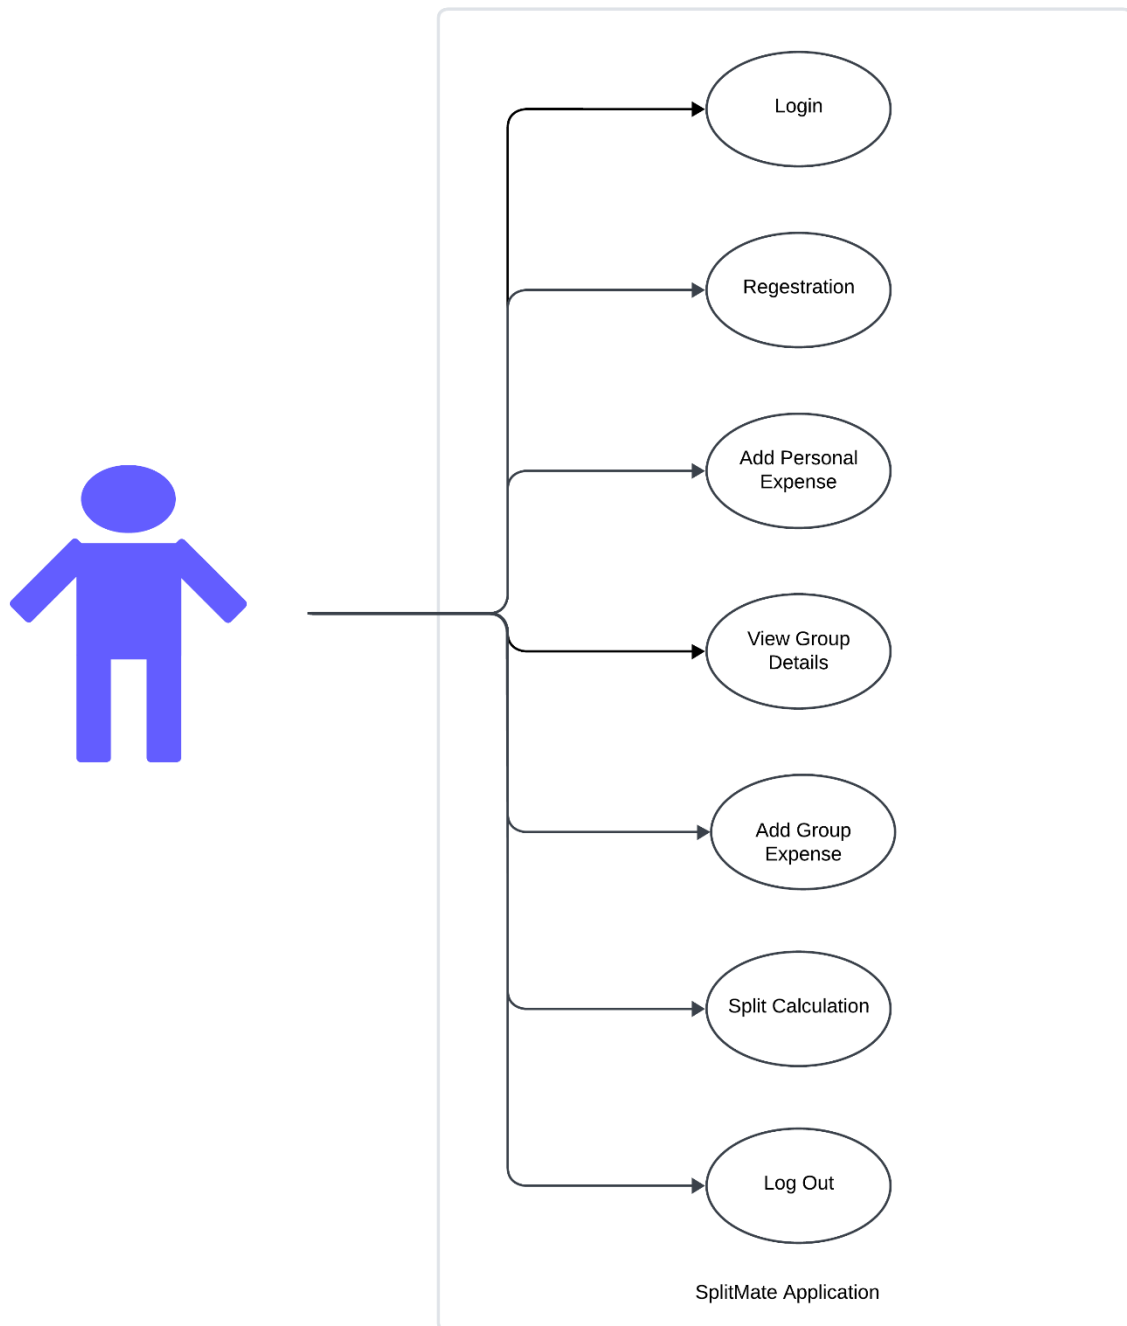 Login
Regestration
Add Personal
Expense
View Group
Details
Add Group
Expense
Split Calculation
Log Out
SplitMate Application